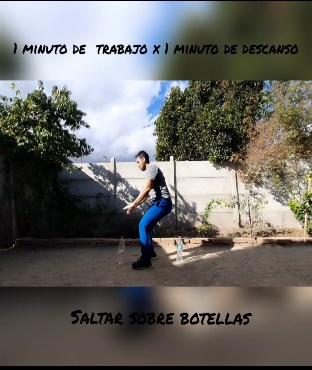 1 minuto de trabajo x 1 minuto de descanso
Saltar sobre botellas